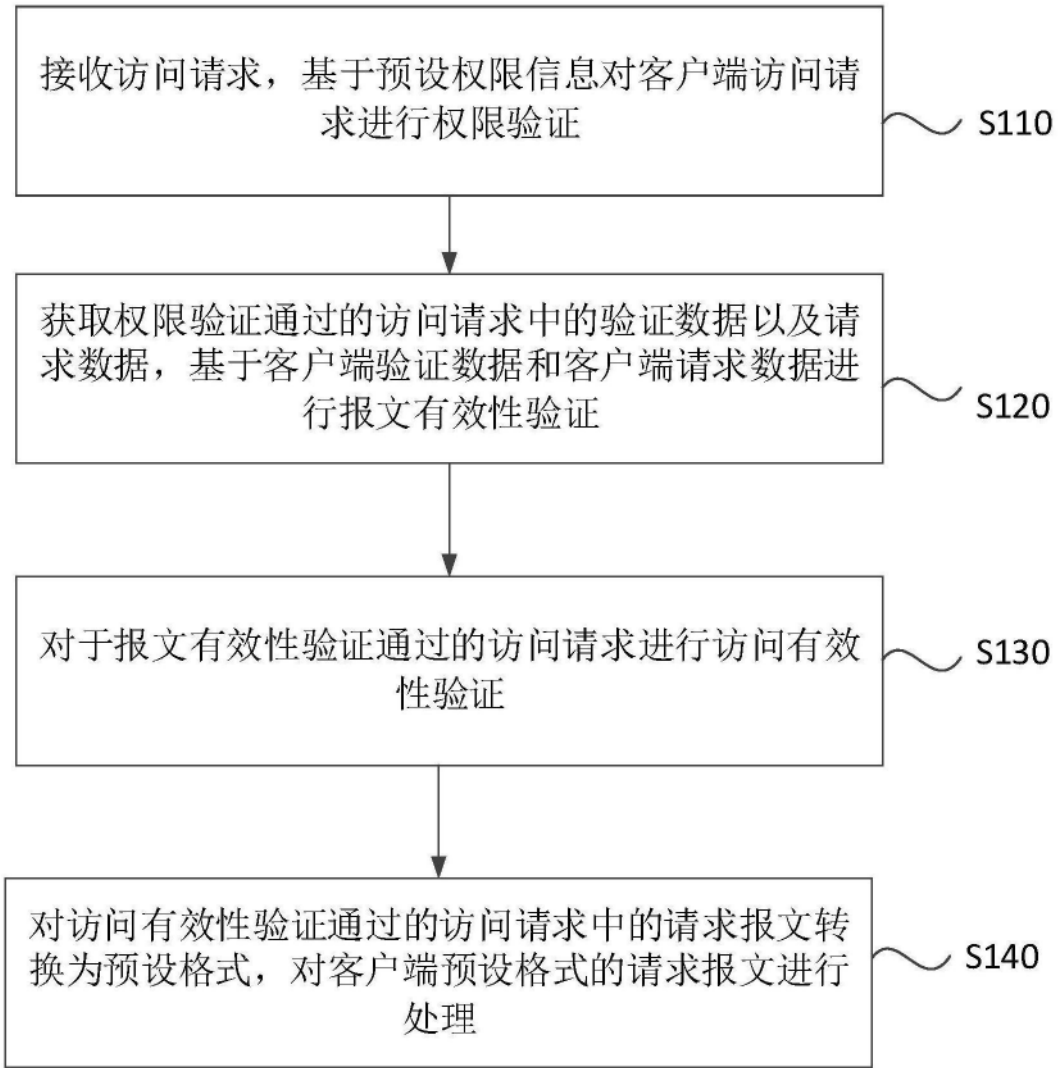 接收访问请求，基于预设权限信息对客户端访问请
求进行权限验证
S110
获取权限验证通过的访问请求中的验证数据以及请
求数据，基于客户端验证数据和客户端请求数据进
行报文有效性验证
S120
对于报文有效性验证通过的访问请求进行访问有效
性验证
S130
对访问有效性验证通过的访问请求中的请求报文转
换为预设格式，对客户端预设格式的请求报文进行
处理
S140